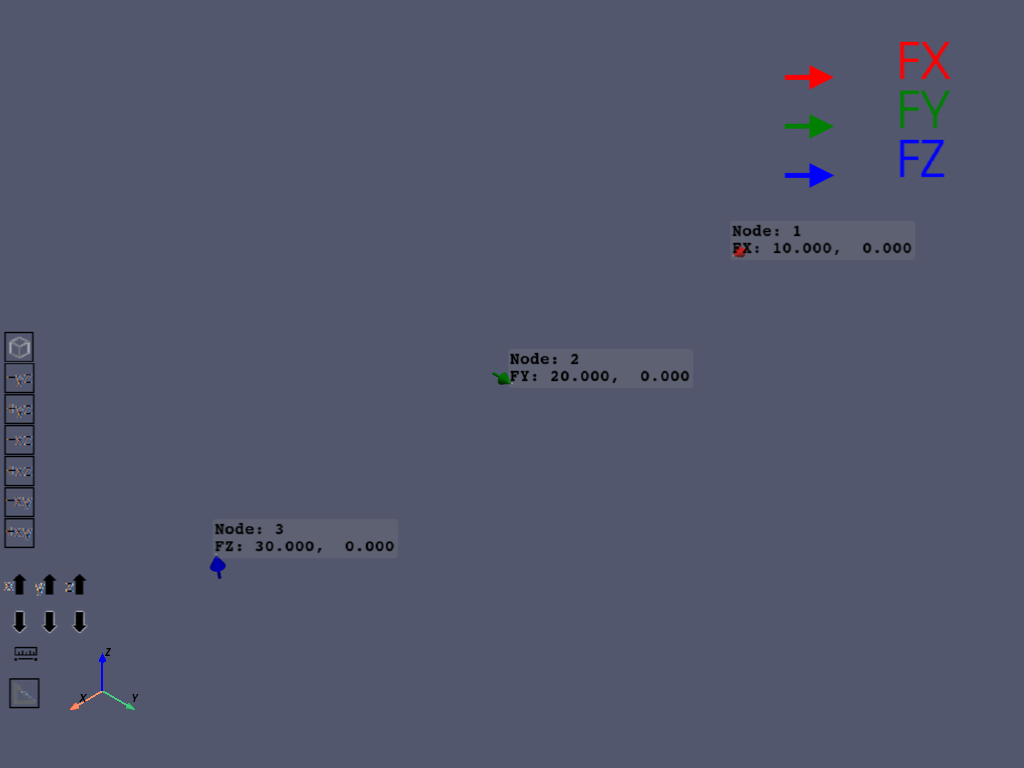 FX
FY
FZ
Node: 1
FX: 10.000,  0.000
Node: 2
FY: 20.000,  0.000
Node: 3
FZ: 30.000,  0.000
-yz
+yz
-xz
+xz
-xy
+xy
x y z
Z
X Y